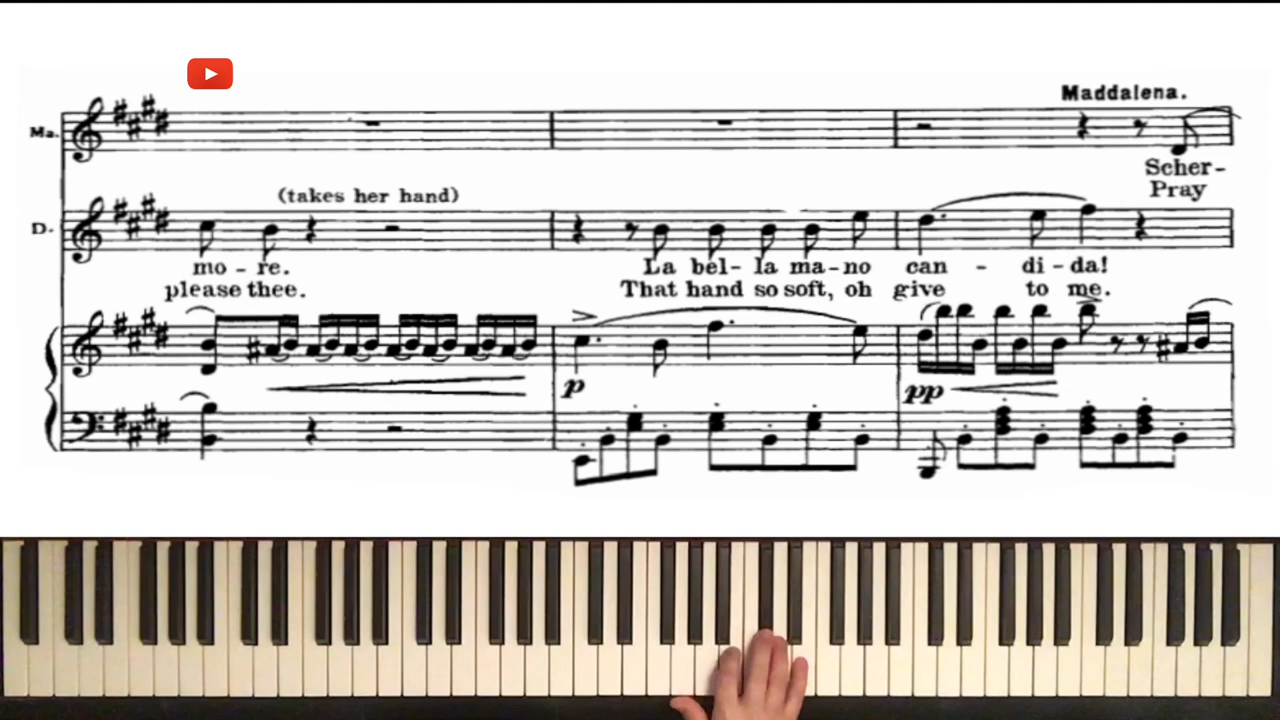 Maddalena.
Ma.
Scher-
Pray
(takes her hand)
D.
mo - re. La bel - la ma - no can - di - da!
please thee. That hand so soft, oh give to me.
p
pp